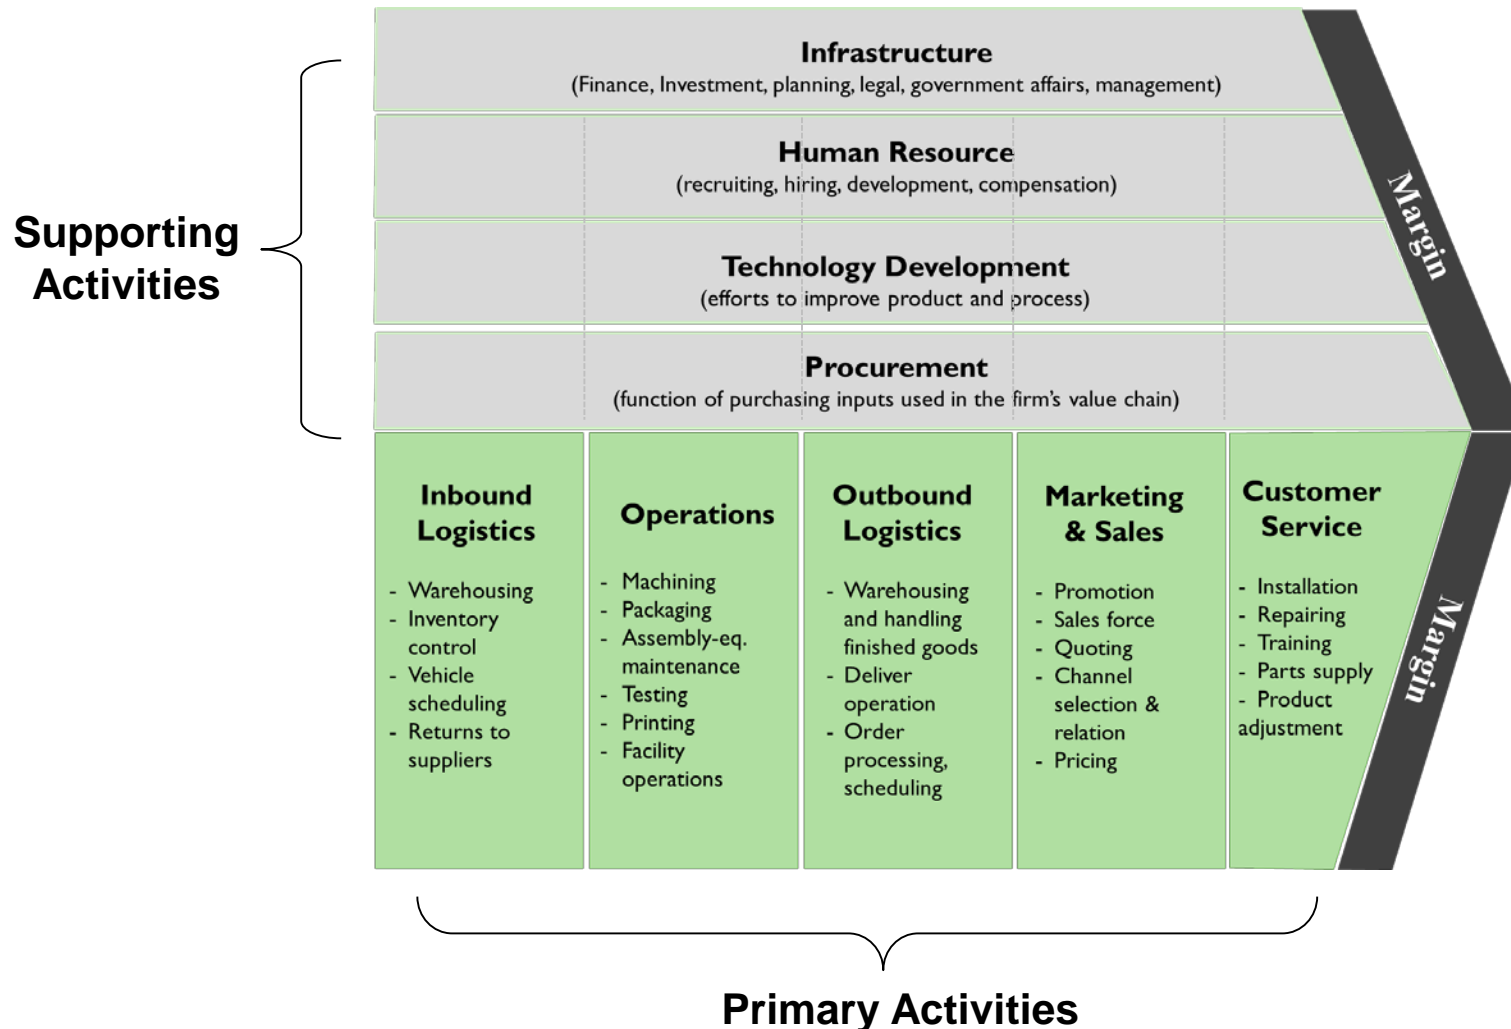 Infrastructure
(Finance, Investment, planning, legal, government affairs, management)
Human Resource
(recruiting, hiring, development, compensation)
Technology Development
(efforts to improve product and process)
Procurement
(function of purchasing inputs used in the firm's value chain)
Supporting
Activities
Margin
Inbound
Logistics
- Warehousing
- Inventory
control
- Vehicle
scheduling
- Returns to
suppliers
Operations
- Machining
- Packaging
- Assembly-eq.
maintenance
- Testing
- Printing
- Facility
operations
Outbound
Logistics
- Warehousing
and handling
finished goods
- Deliver
operation
- Order
processing,
scheduling
Marketing
& Sales
- Promotion
- Sales force
- Quoting
- Channel
selection &
relation
- Pricing
Customer
Service
- Installation
- Repairing
- Training
- Parts supply
- Product
adjustment
Margin
Primary Activities